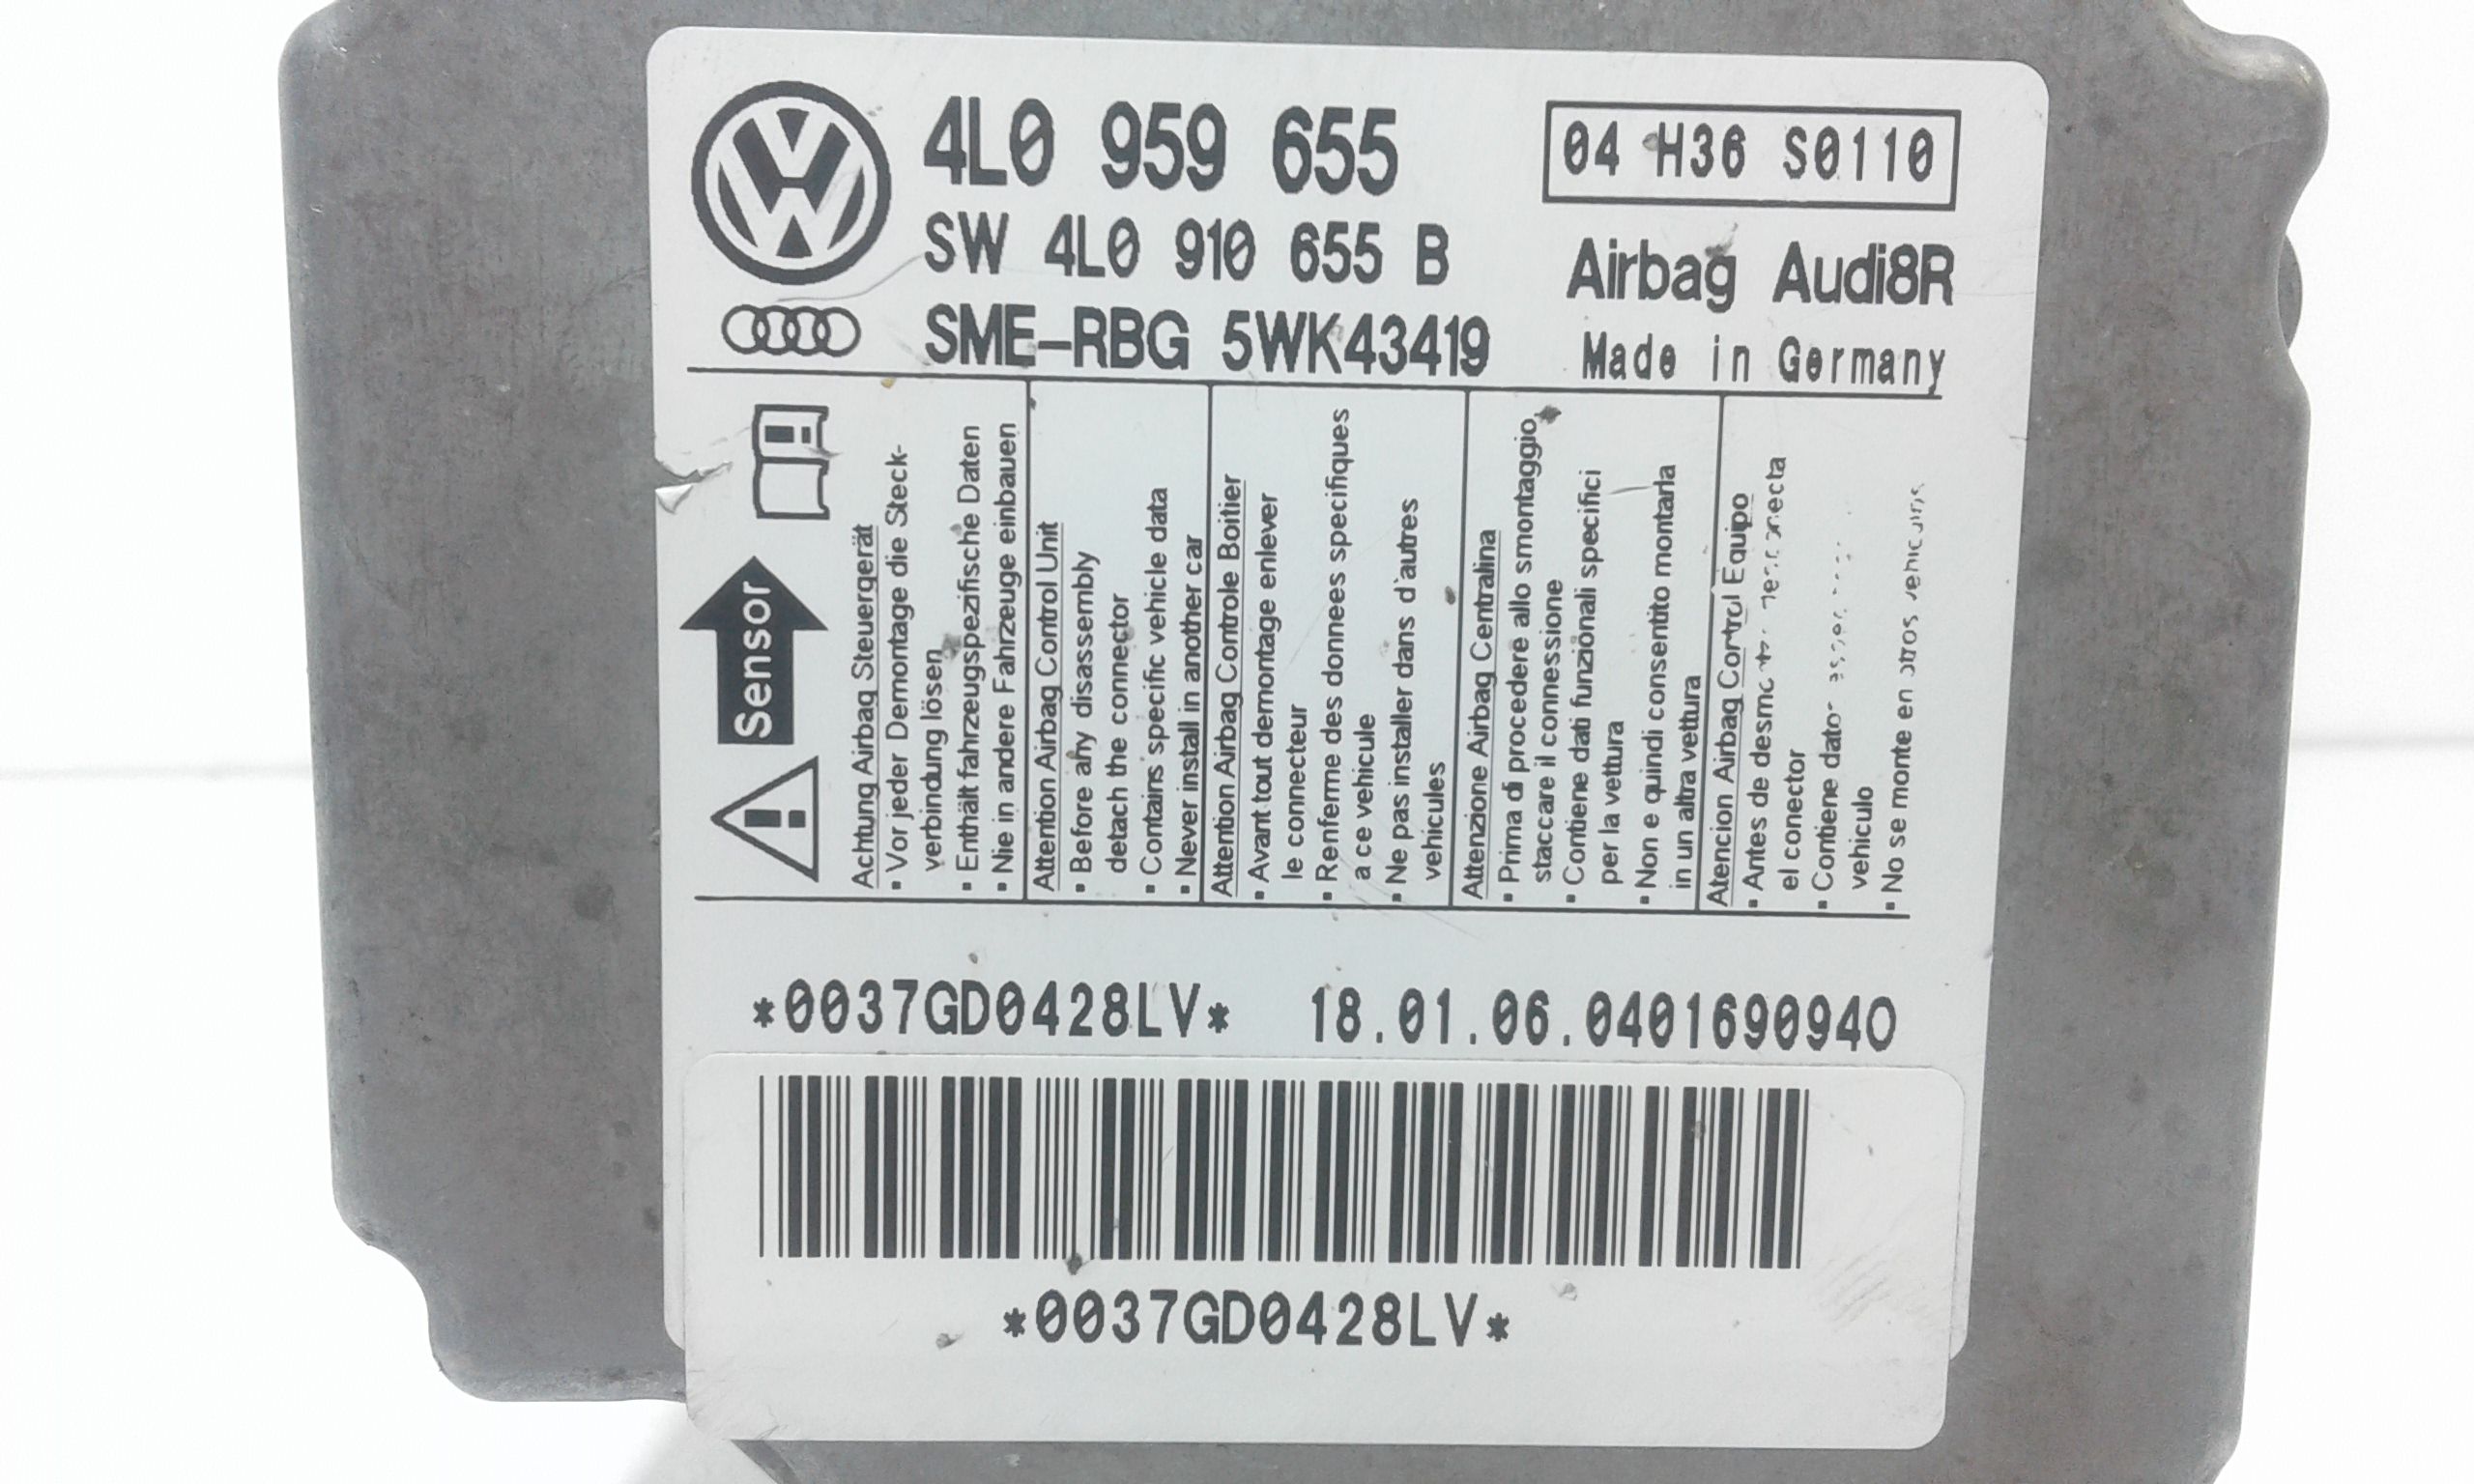 4L0 959 655
04 H36 S0110
SW 4L0 910 655 B
Airbag Audi8R
SME-RBG 5WK43419
Made in Germany
Sensor
Achtung Airbag Steuergerät
▪ Vor jeder Demontage die Steck-
verbindung lösen
▪ Enthält fahrzeugspezifische Daten
▪ Nie in andere Fahrzeuge einbauen
Attention Airbag Control Unit
▪ Before any disassembly
detach the connector
▪ Contains specific vehicle data
▪ Never install in another car
Attention Airbag Controle Boitier
▪ Avant tout demontage enlever
le connecteur
▪ Renferme des donnees specifiques
a ce vehicule
▪ Ne pas installer dans d'autres
vehicules
Attenzione Airbag Centralina
▪ Prima di procedere allo smontaggio,
staccare il connessione
▪ Contiene dati funzionali specifici
per la vettura
▪ Non e quindi consentito montarla
in un altra vettura
Atencion Airbag Control Equipo
▪ Antes de
el conector
▪ Contiene
vehiculo
▪ No se monte en otros vehiculos
*0037GD0428LV* 18.01.06.0401690940
*0037GD0428LV*